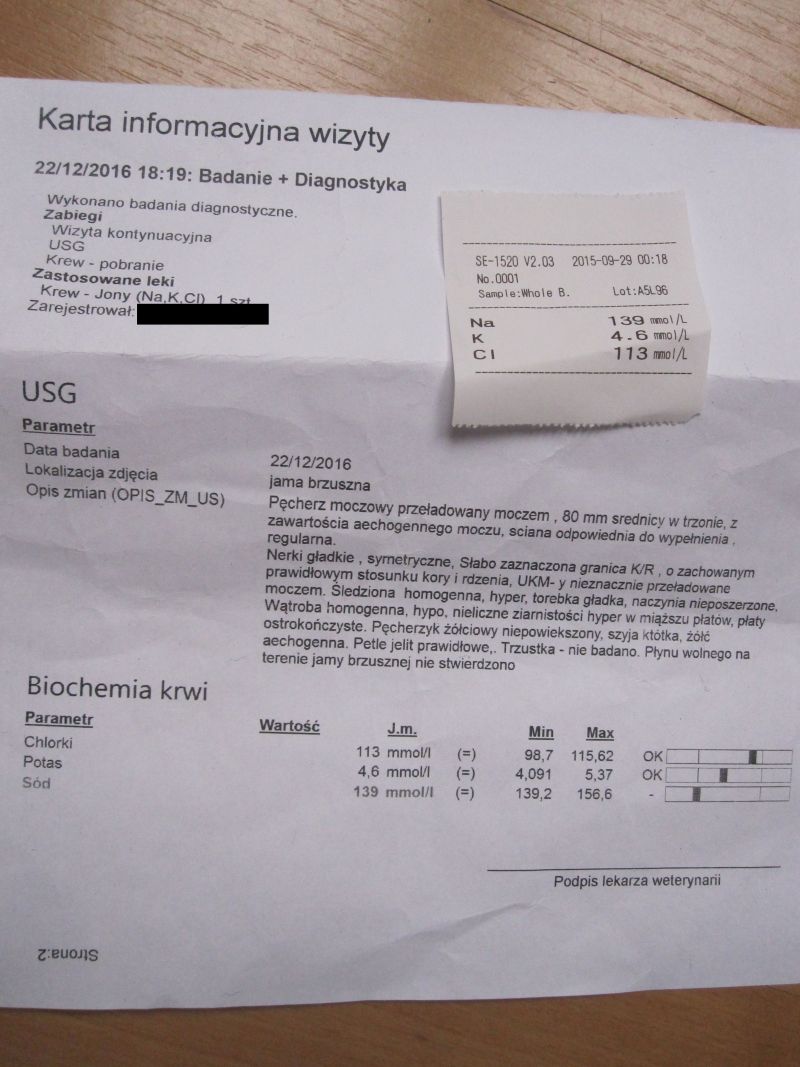 Karta informacyjna wizyty
22/12/2016 18:19: Badanie + Diagnostyka
Wykonano badania diagnostyczne.
Zabiegi
Wizyta kontynuacyjna
USG
Krew - pobranie
Zastosowane leki
Krew - Jony (Na,K,Cl) 1 szt
Zarejestrował:
SE-1520 V2.03 2015-09-29 00:18
No.0001
Sample:Whole B. Lot:A5L96
Na 139 mmol/L
K 4.6 mmol/L
Cl 113 mmol/L
USG
Parametr
Data badania 22/12/2016
Lokalizacja zdjęcia jama brzuszna
Opis zmian (OPIS_ZM_US) Pęcherz moczowy przeładowany moczem , 80 mm srednicy w trzonie, z
zawartościa aechogennego moczu, sciana odpowiednia do wypełnienia ,
regularna.
Nerki gładkie , symetryczne, Słabo zaznaczona granica K/R , o zachowanym
prawidłowym stosunku kory i rdzenia, UKM- y nieznacznie przeładowane
moczem. Śledziona homogenna, hyper, torebka gładka, naczynia nieposzerzone,
Wątroba homogenna, hypo, nieliczne ziarnistości hyper w miąższu płatów, płaty
ostrokończyste. Pęcherzyk żółciowy niepowiekszony, szyja któtka, żółć
aechogenna. Petle jelit prawidłowe,. Trzustka - nie badano. Płynu wolnego na
terenie jamy brzusznej nie stwierdzono
Biochemia krwi
Parametr Wartość J.m. Min Max
Chlorki 113 mmol/l (=) 98,7 115,62 OK
Potas 4,6 mmol/l (=) 4,091 5,37 OK
Sód 139 mmol/l (=) 139,2 156,6 -
Podpis lekarza weterynarii
Strona:2